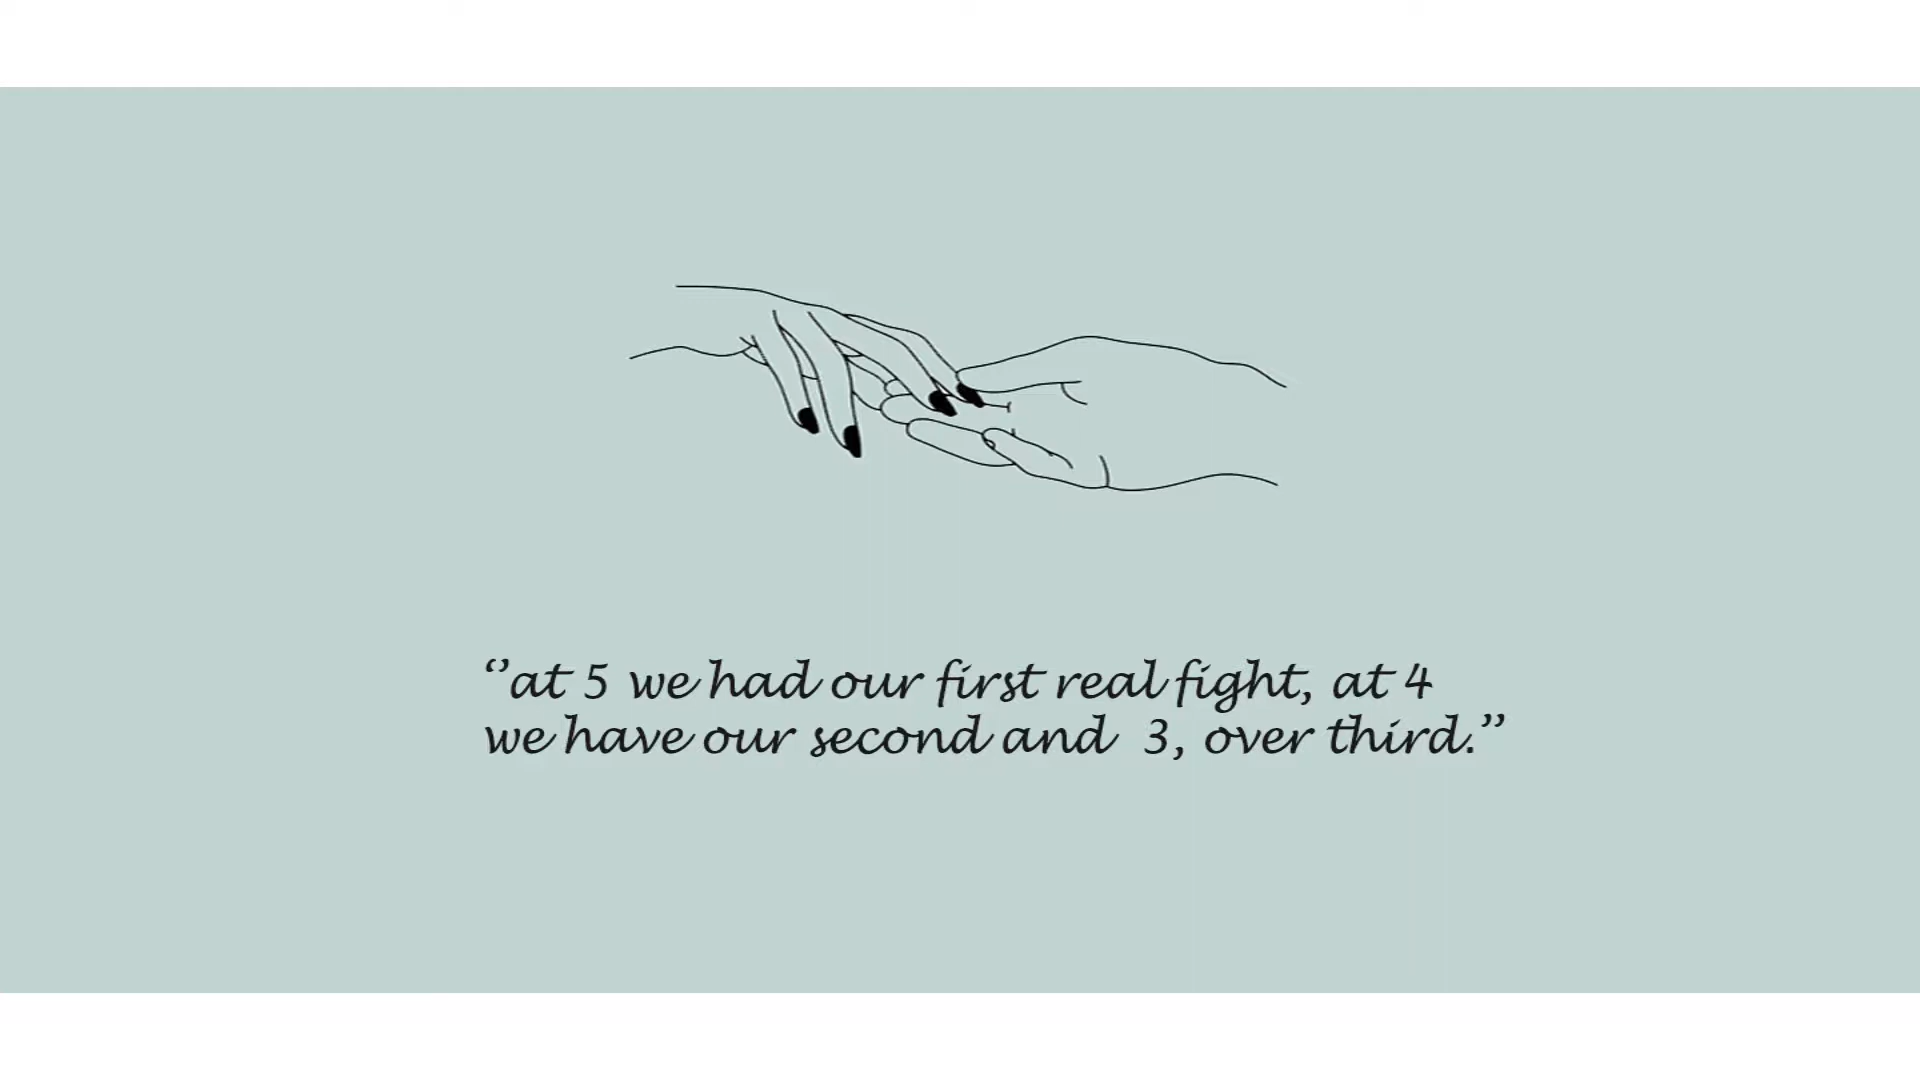 ‘’at 5 we had our first real fight, at 4
we have our second and 3, over third.’’